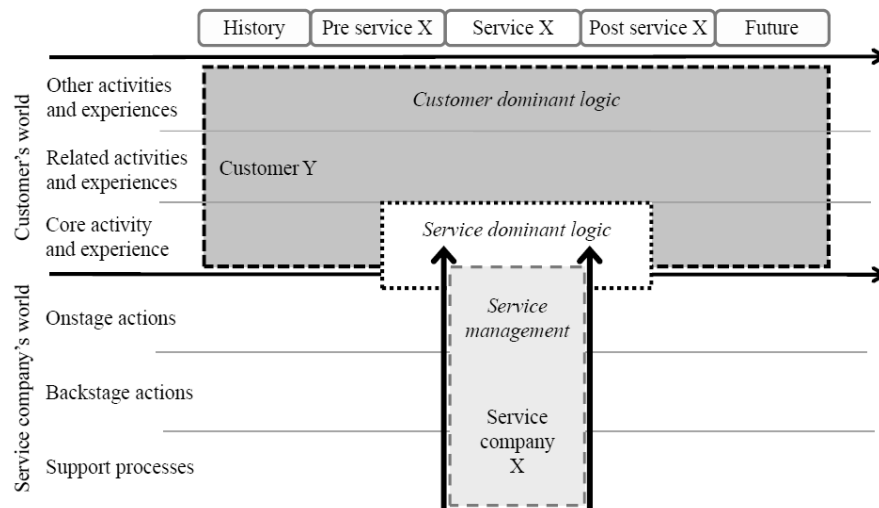 History
Pre service X
Service X
Post service X
Future
Customer's world
Other activities
and experiences
Customer dominant logic
Related activities
and experiences
Customer Y
Core activity
and experience
Service dominant logic
Service company's world
Onstage actions
Service
management
Backstage actions
Service
company
X
Support processes